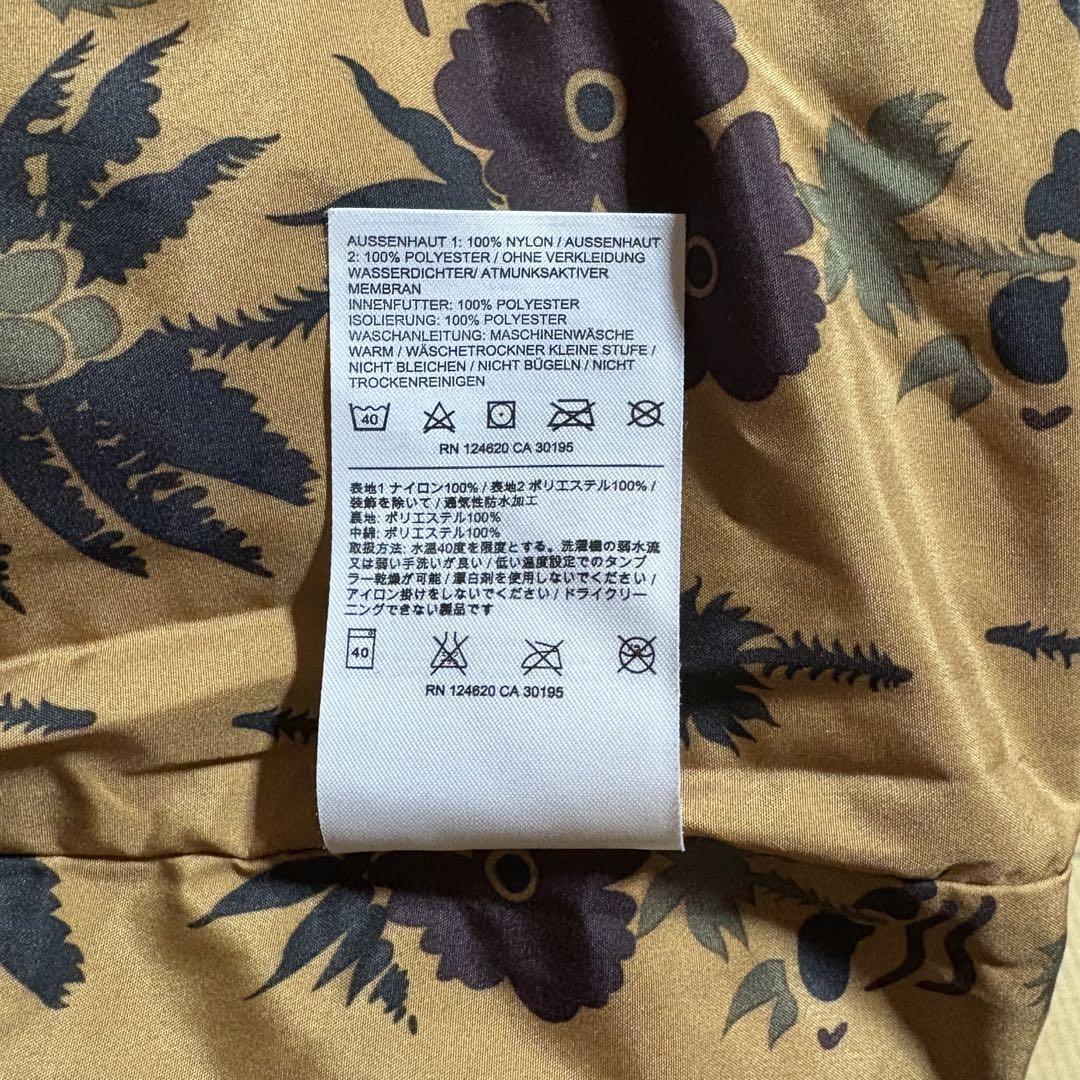 AUSSENHAUT 1: 100% NYLON / AUSSENHAUT
2: 100% POLYESTER / OHNE VERKLEIDUNG
WASSERDICHTER/ ATMUNKSAKTIVER
MEMBRAN
INNENFUTTER: 100% POLYESTER
ISOLIERUNG: 100% POLYESTER
WASCHANLEITUNG: MASCHINENWÄSCHE
WARM / WÄSCHETROCKNER KLEINE STUFE /
NICHT BLEICHEN / NICHT BÜGELN / NICHT
TROCKENREINIGEN
40
RN 124620 CA 30195
表地1 ナイロン100% / 表地2 ポリエステル100% /
装飾を除いて / 通気性防水加工
裏地: ポリエステル100%
中綿: ポリエステル100%
取扱方法: 水温40度を限度とする。洗濯機の弱水流
又は弱い手洗いが良い / 低い温度設定でのタンブ
ラー乾燥が可能 / 漂白剤を使用しないでください /
アイロン掛けをしないでください / ドライクリー
ニングできない製品です
40
RN 124620 CA 30195